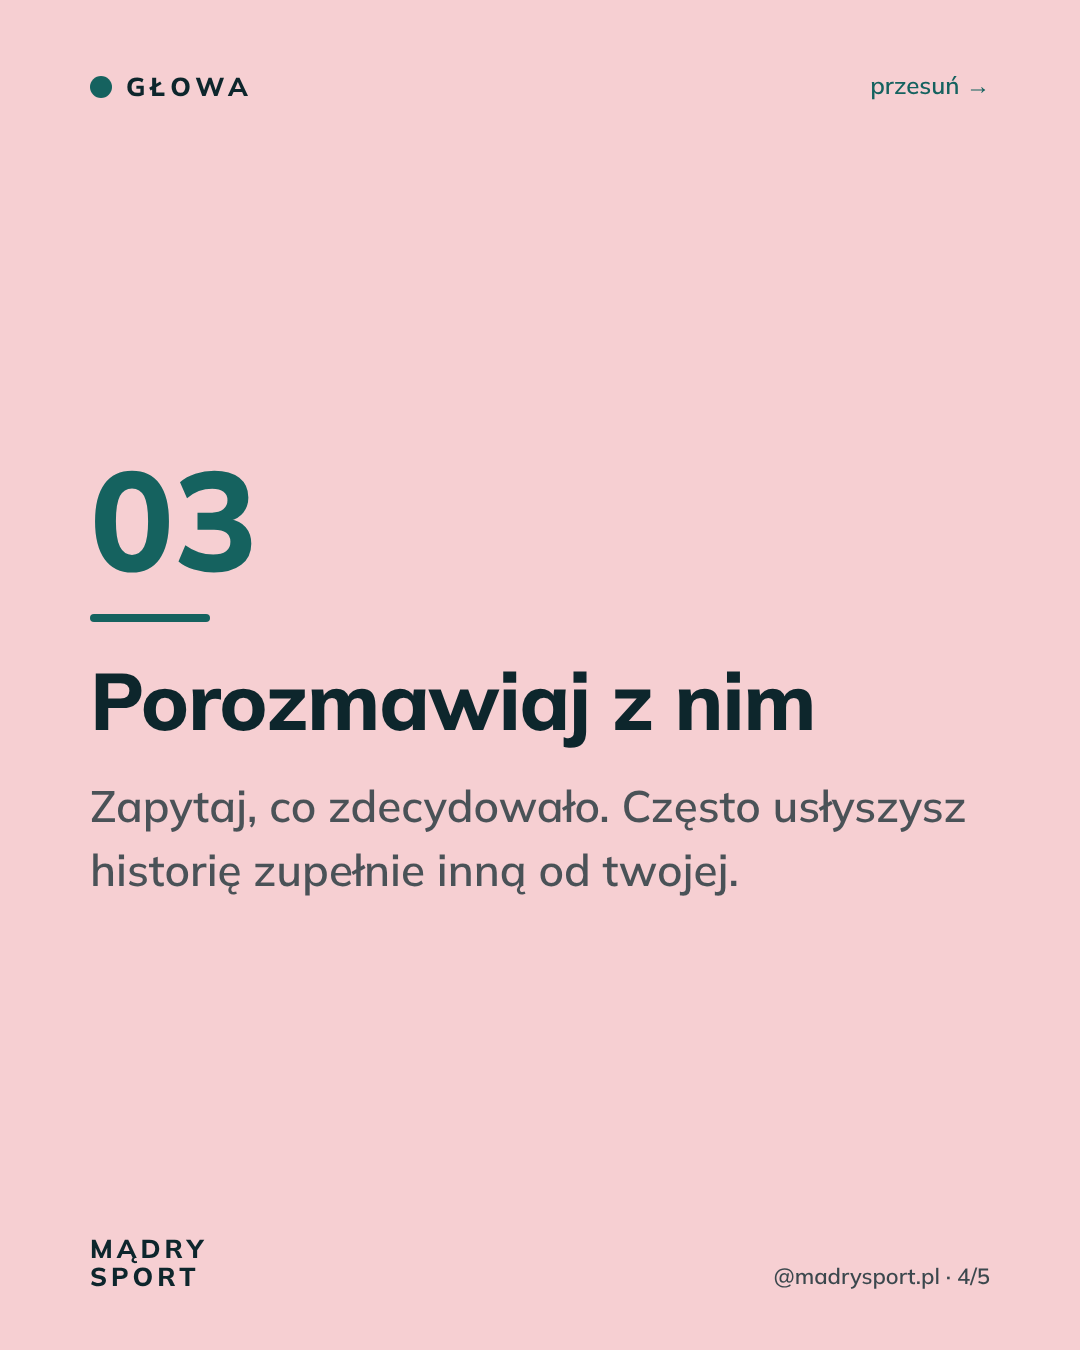 GŁOWA
przesuń →
03
Porozmawiaj z nim
Zapytaj, co zdecydowało. Często usłyszysz
historię zupełnie inną od twojej.
MĄDRY
SPORT
@madrysport.pl · 4/5